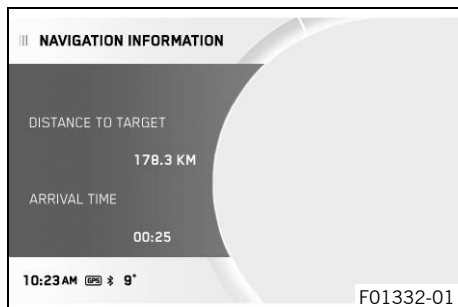 NAVIGATION INFORMATION
DISTANCE TO TARGET
178.3 KM
ARRIVAL TIME
00:25
10:23AM GPS 9°
F01332-01